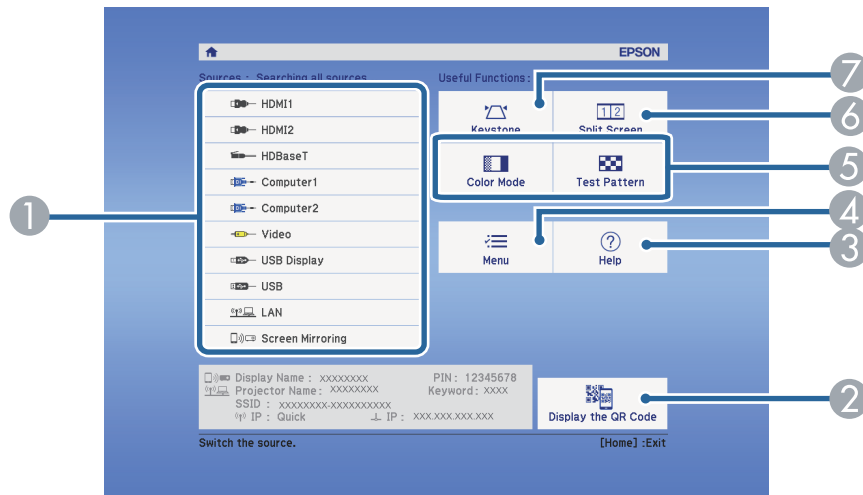 EPSON
Sources : Searching all sources
Useful Functions :
HDMI1
HDMI2
HDBaseT
Computer1
Computer2
Video
USB Display
USB
LAN
Screen Mirroring
Keystone
1 2
Split Screen
Color Mode
Test Pattern
Menu
?
Help
Display Name : XXXXXXXX
PIN : 12345678
Projector Name : XXXXXXXX
Keyword : XXXX
SSID : XXXXXXXX-XXXXXXXXXX
IP : Quick
IP : XXX.XXX.XXX.XXX
Display the QR Code
Switch the source.
[Home] :Exit
1
7
6
5
4
3
2